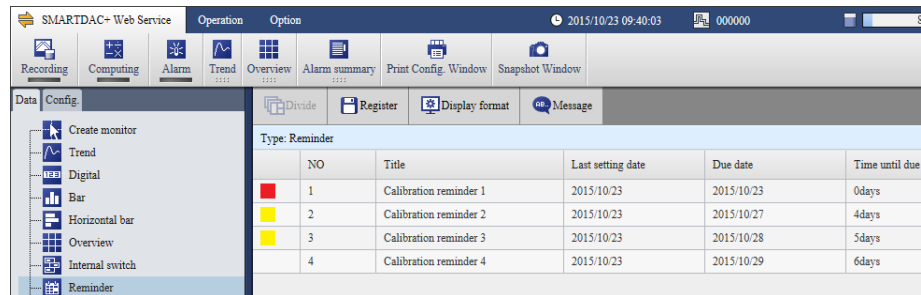 SMARTDAC+ Web Service Operation Option 2015/10/23 09:40:03 000000
Recording Computing Alarm Trend Overview Alarm summary Print Config. Window Snapshot Window
Data Config. Divide Register Display format Message
Create monitor
Type: Reminder
Trend
NO Title Last setting date Due date Time until due
Digital
1 Calibration reminder 1 2015/10/23 2015/10/23 0days
Bar
2 Calibration reminder 2 2015/10/23 2015/10/27 4days
Horizontal bar
3 Calibration reminder 3 2015/10/23 2015/10/28 5days
Overview
4 Calibration reminder 4 2015/10/23 2015/10/29 6days
Internal switch
Reminder